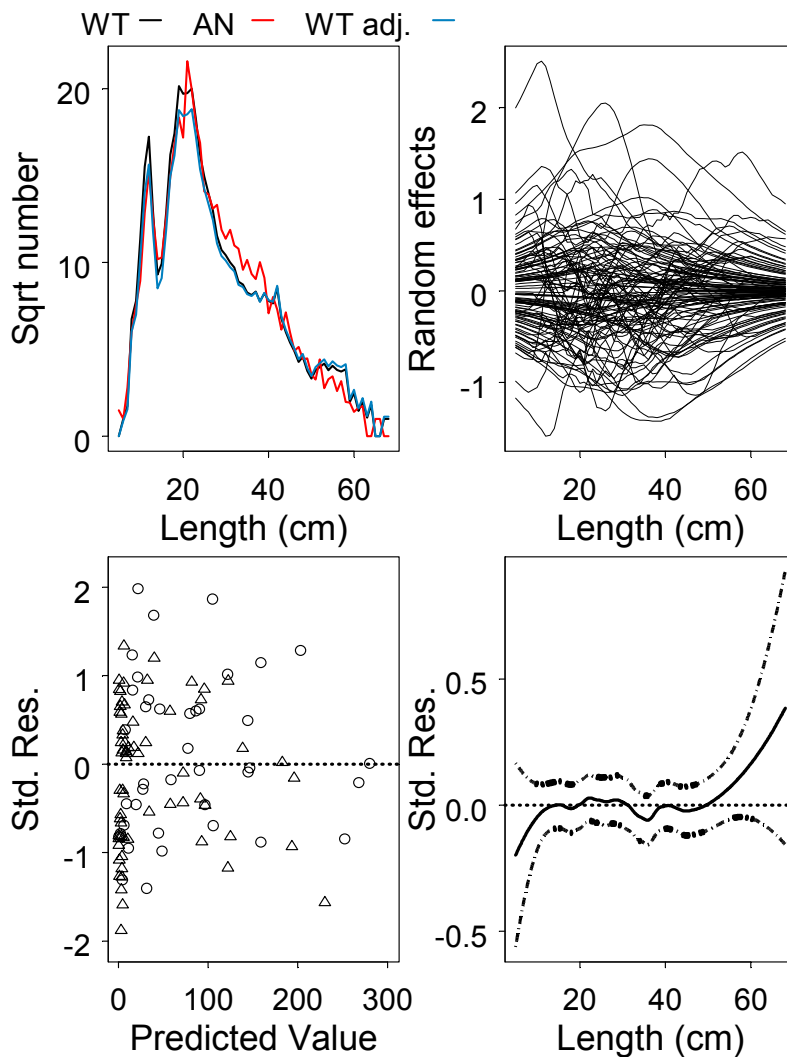 WT AN WT adj.
Sqrt number
20
10
0
20 40 60
Length (cm)
Random effects
2
1
0
-1
20 40 60
Length (cm)
Std. Res.
2
1
0
-1
-2
0 100 200 300
Predicted Value
Std. Res.
0.5
0.0
-0.5
20 40 60
Length (cm)